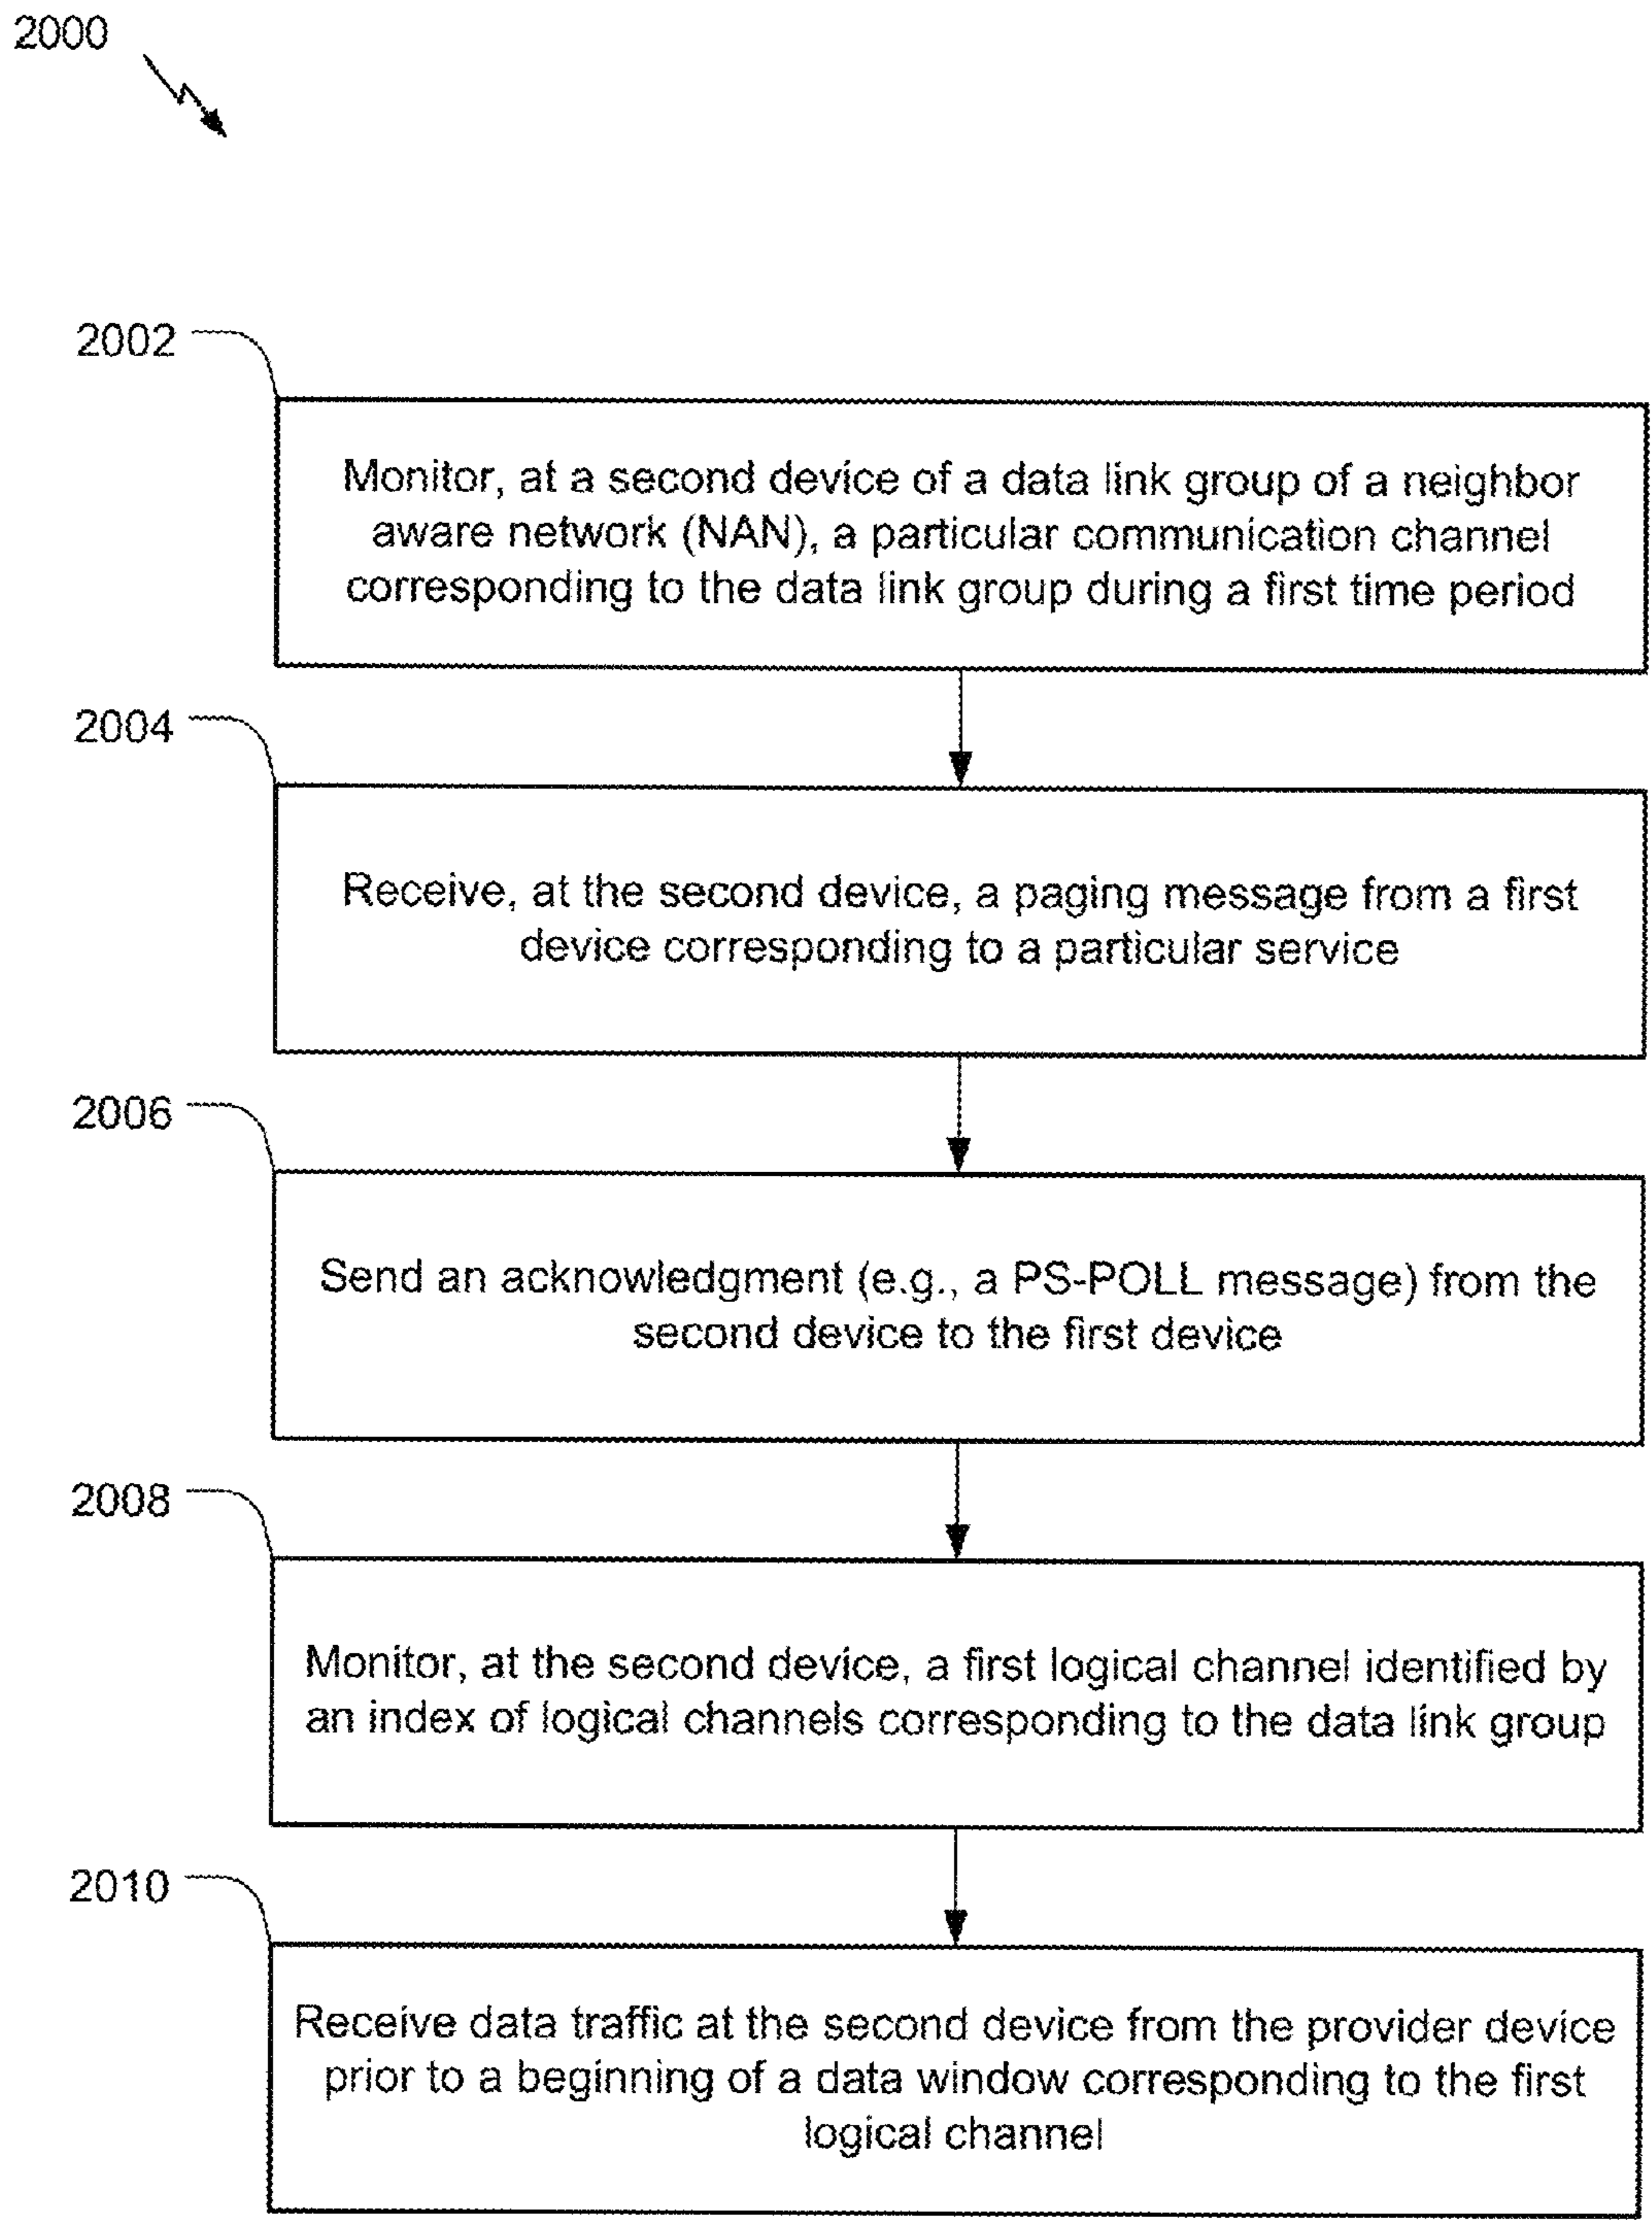 2000
2002
Monitor, at a second device of a data link group of a neighbor
aware network (NAN), a particular communication channel
corresponding to the data link group during a first time period
2004
Receive, at the second device, a paging message from a first
device corresponding to a particular service
2006
Send an acknowledgment (e.g., a PS-POLL message) from the
second device to the first device
2008
Monitor, at the second device, a first logical channel identified by
an index of logical channels corresponding to the data link group
2010
Receive data traffic at the second device from the provider device
prior to a beginning of a data window corresponding to the first
logical channel